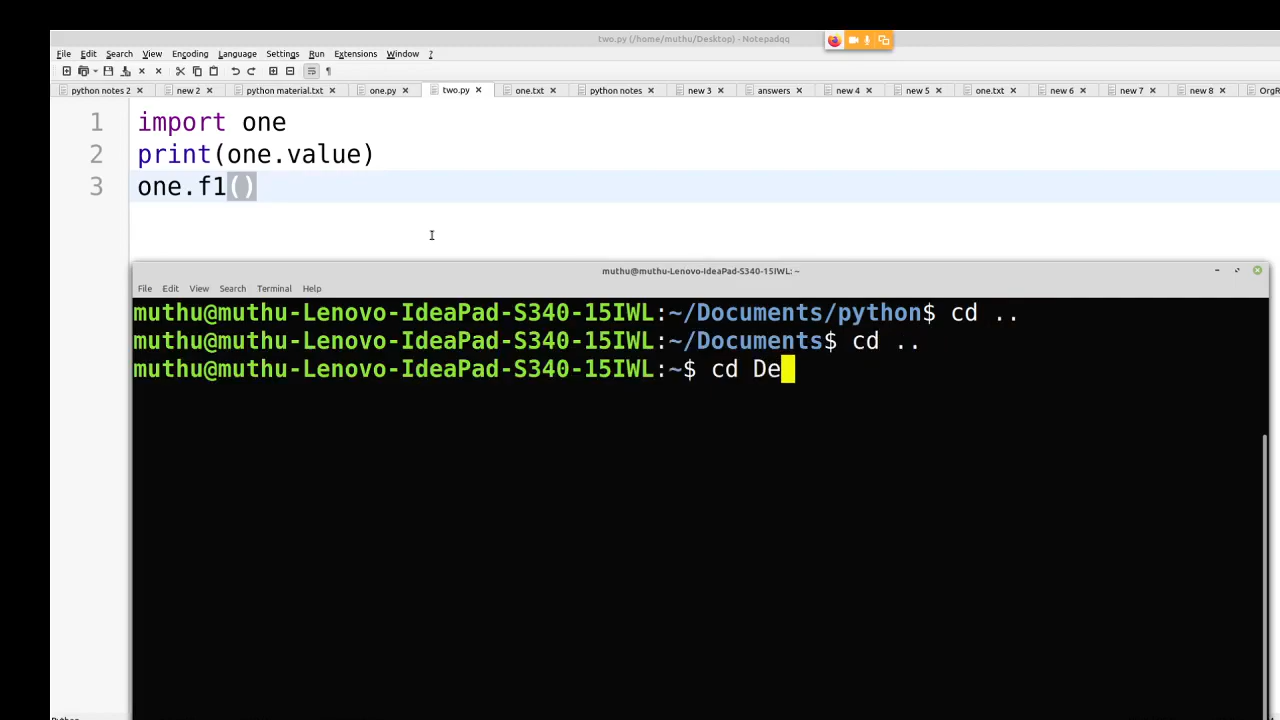 two.py (/home/muthu/Desktop) - Notepadqq
File Edit Search View Encoding Language Settings Run Extensions Window ?
python notes 2 new 2 python material.txt one.py two.py one.txt python notes new 3 answers new 4 new 5 one.txt new 6 new 7 new 8 OrgR
1 import one
2 print(one.value)
3 one.f1()
muthu@muthu-Lenovo-IdeaPad-S340-15IWL: ~
File Edit View Search Terminal Help
muthu@muthu-Lenovo-IdeaPad-S340-15IWL:~/Documents/python$ cd ..
muthu@muthu-Lenovo-IdeaPad-S340-15IWL:~/Documents$ cd ..
muthu@muthu-Lenovo-IdeaPad-S340-15IWL:~$ cd De